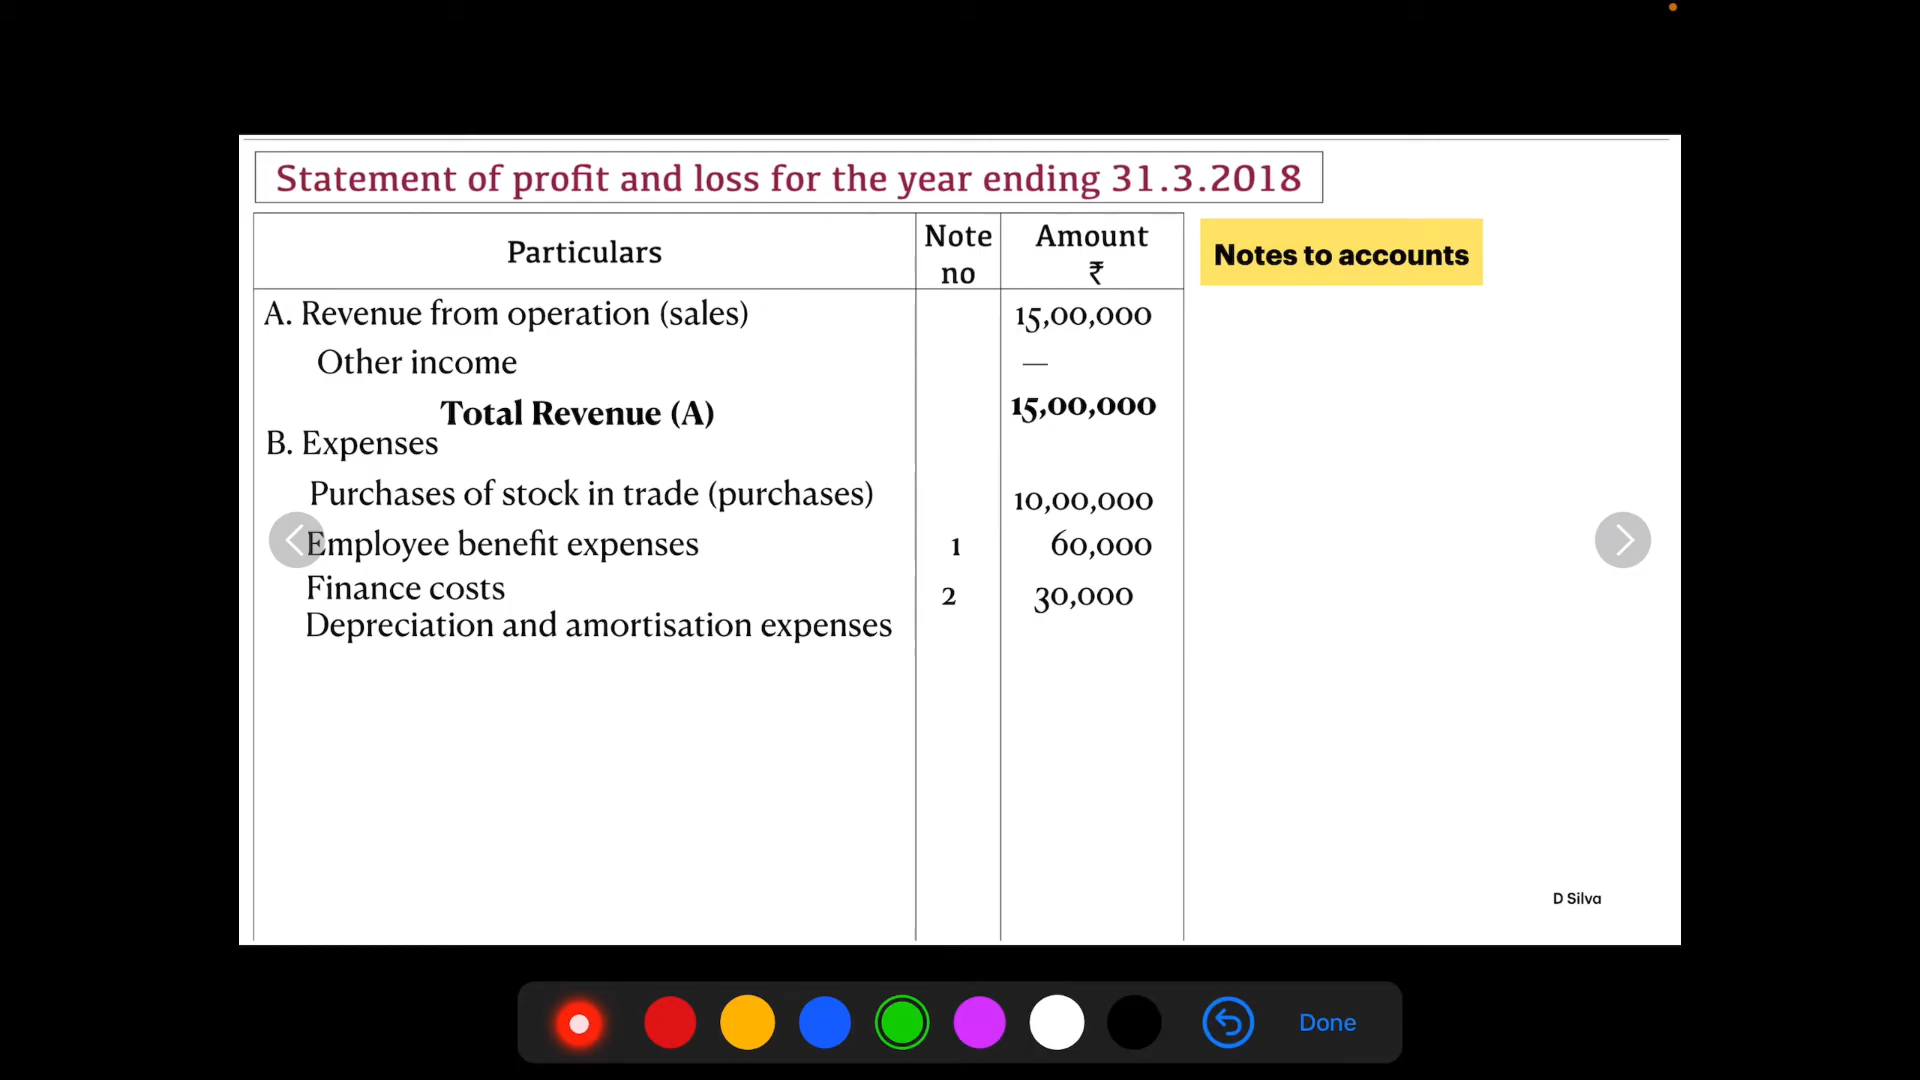 Statement of profit and loss for the year ending 31.3.2018
Particulars Note no Amount ₹
Notes to accounts
A. Revenue from operation (sales) 15,00,000
Other income —
Total Revenue (A) 15,00,000
B. Expenses
Purchases of stock in trade (purchases) 10,00,000
Employee benefit expenses 1 60,000
Finance costs 2 30,000
Depreciation and amortisation expenses
D Silva
Done